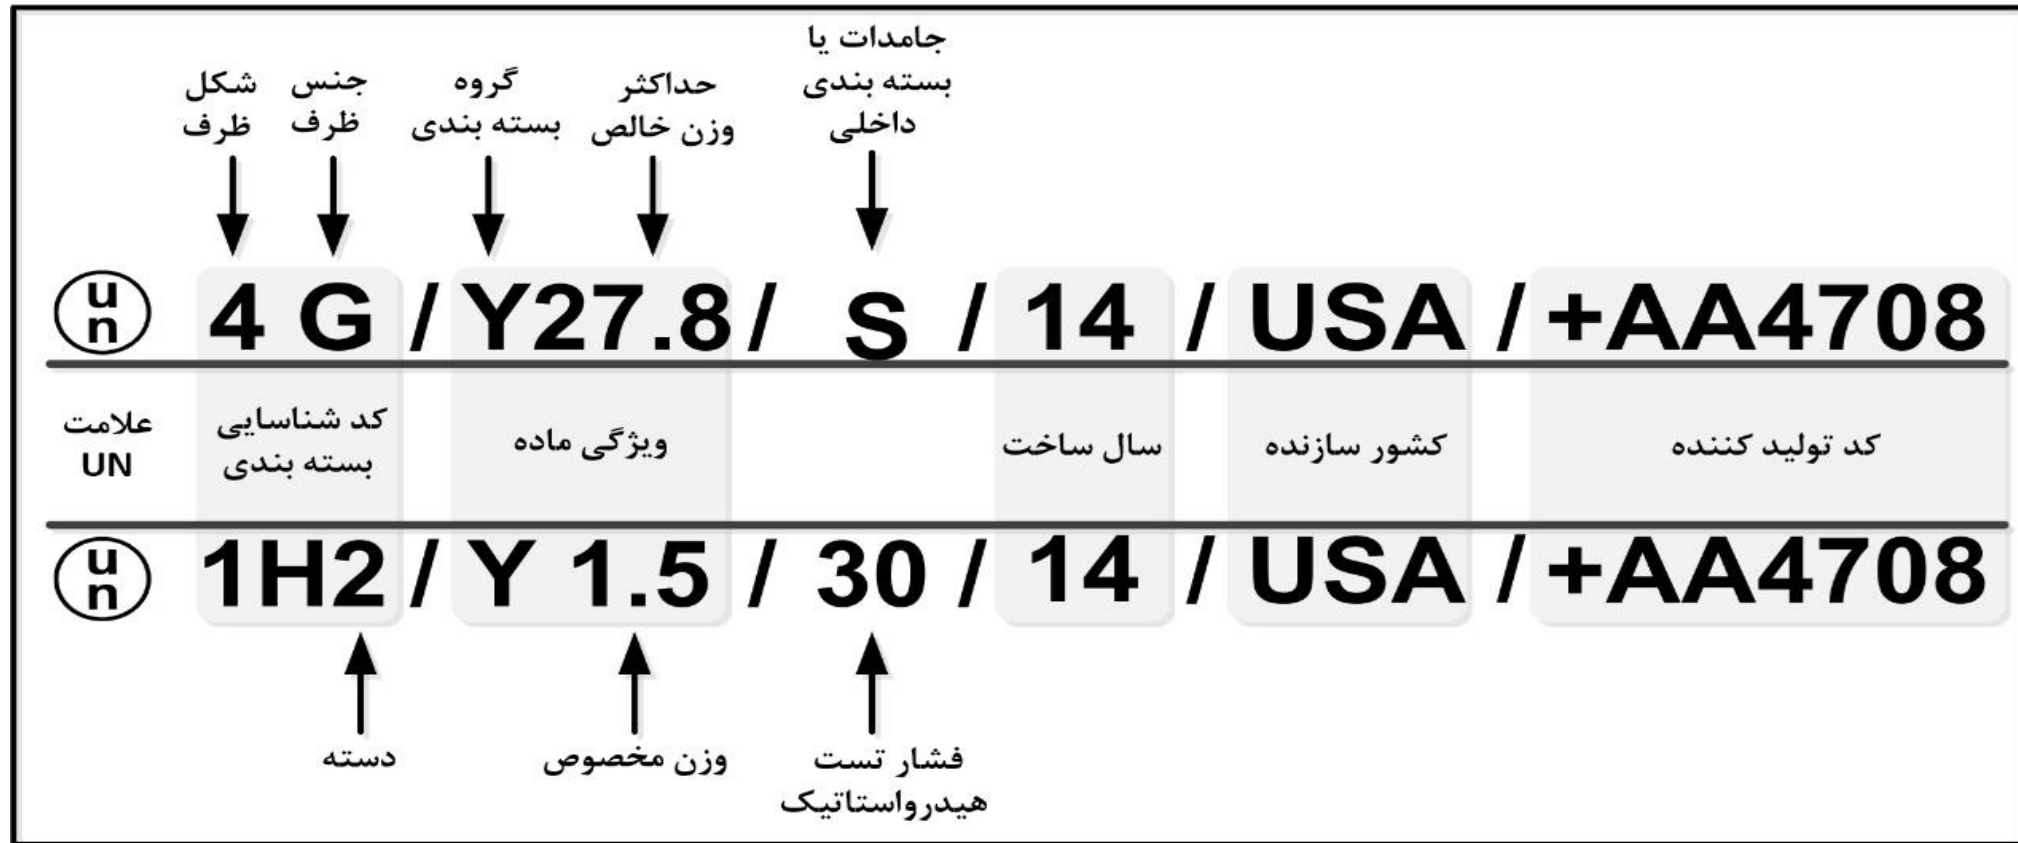 شکل ظرف
جنس ظرف
گروه بسته بندی
حداکثر وزن خالص
جامدات یا بسته بندی داخلی
un 4 G / Y27.8 / S / 14 / USA / +AA4708
علامت UN
کد شناسایی بسته بندی
ویژگی ماده
سال ساخت
کشور سازنده
کد تولید کننده
un 1H2 / Y 1.5 / 30 / 14 / USA / +AA4708
دسته
وزن مخصوص
فشار تست هیدرواستاتیک